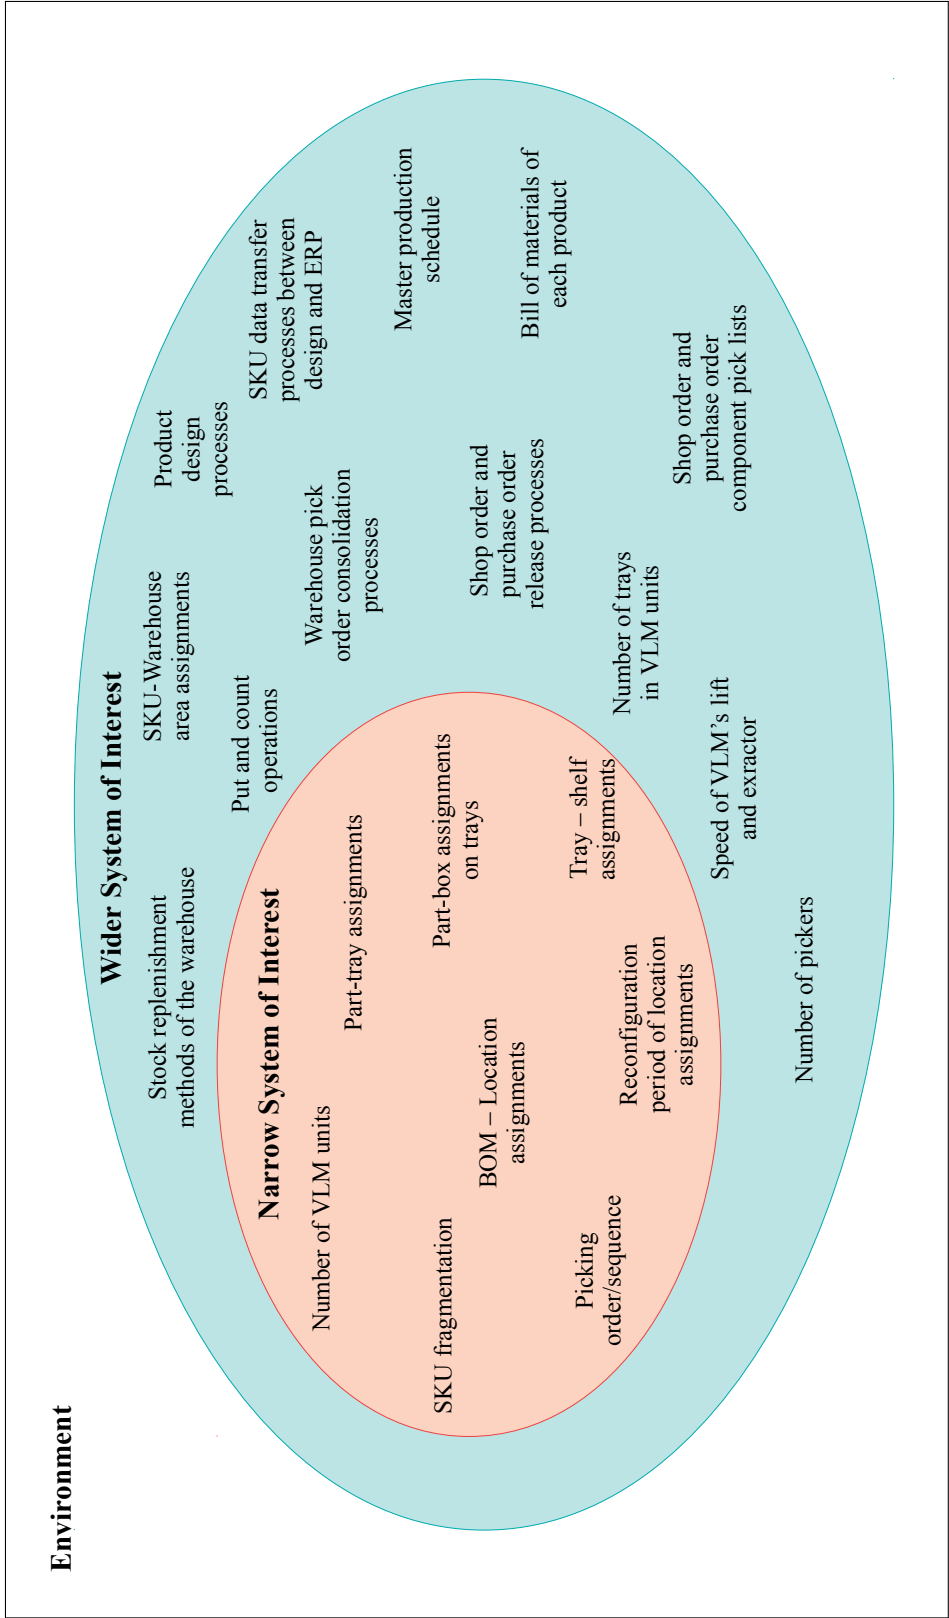 Environment
Wider System of Interest
Stock replenishment
methods of the warehouse
SKU-Warehouse
area assignments
Product
design
processes
Put and count
operations
SKU data transfer
processes between
design and ERP
Warehouse pick
order consolidation
processes
Master production
schedule
Shop order and
purchase order
release processes
Bill of materials of
each product
Number of trays
in VLM units
Shop order and
purchase order
component pick lists
Speed of VLM's lift
and exractor
Number of pickers
Narrow System of Interest
Number of VLM units
Part-tray assignments
SKU fragmentation
Part-box assignments
on trays
BOM – Location
assignments
Tray – shelf
assignments
Picking
order/sequence
Reconfiguration
period of location
assignments